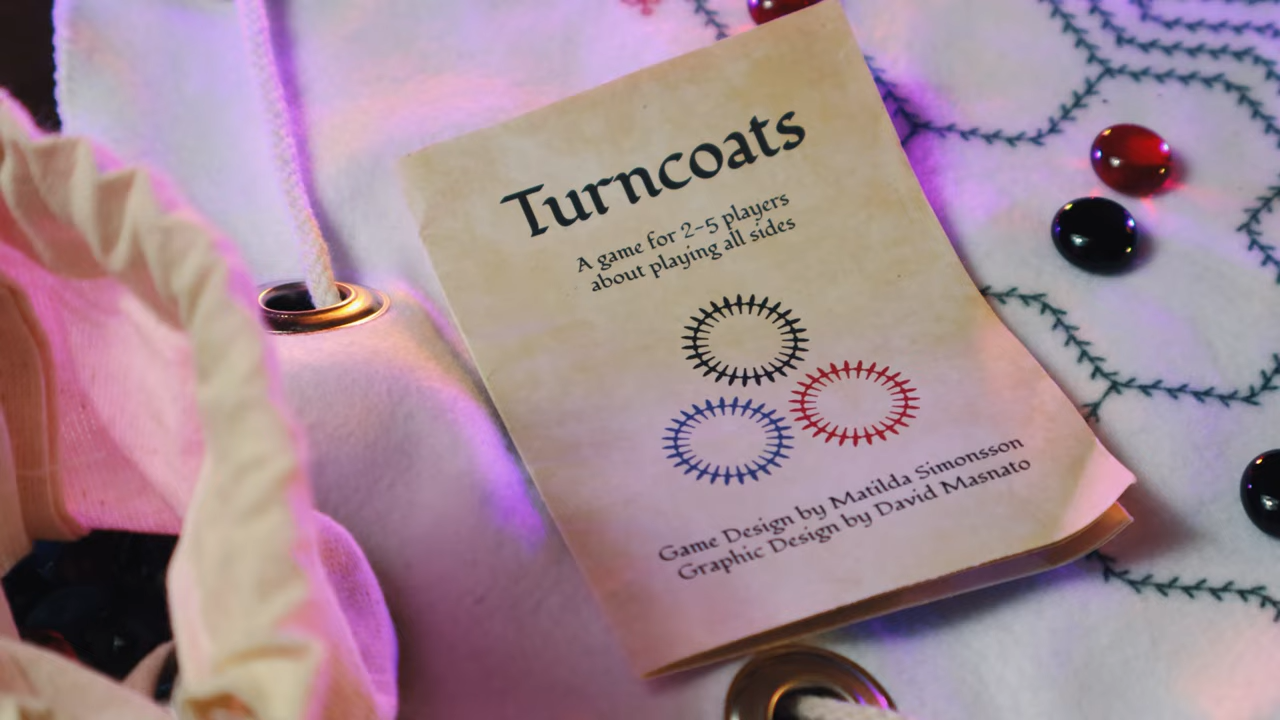 Turncoats
A game for 2-5 players
about playing all sides
Game Design by Matilda Simonsson
Graphic Design by David Masnato